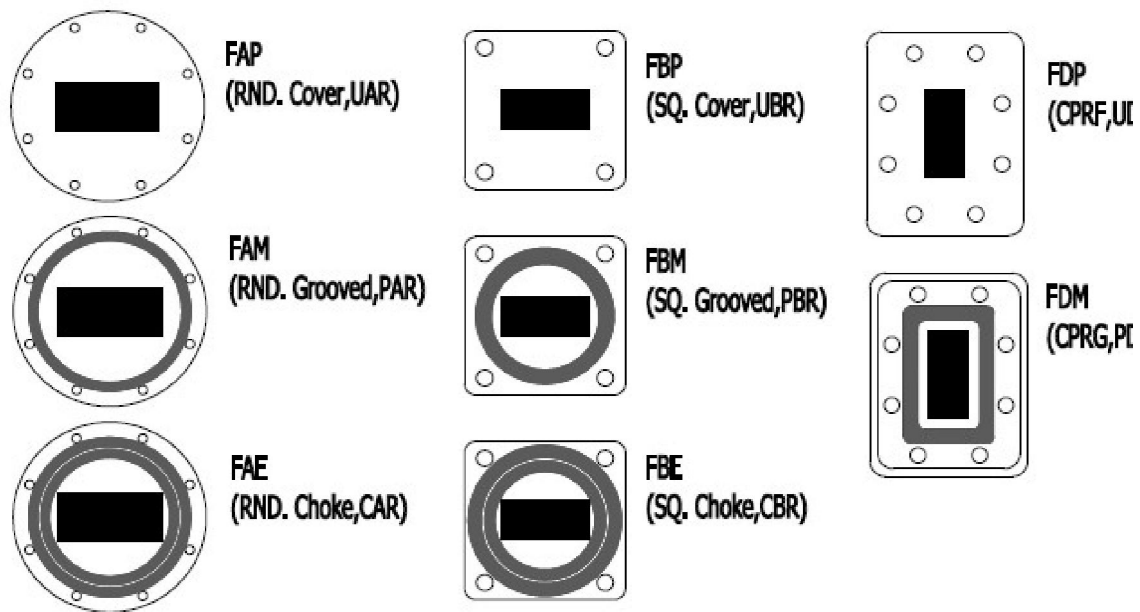 FAP
(RND. Cover,UAR)
FAM
(RND. Grooved,PAR)
FAE
(RND. Choke,CAR)
FBP
(SQ. Cover,UBR)
FBM
(SQ. Grooved,PBR)
FBE
(SQ. Choke,CBR)
FDP
(CPRF,UD
FDM
(CPRG,PD